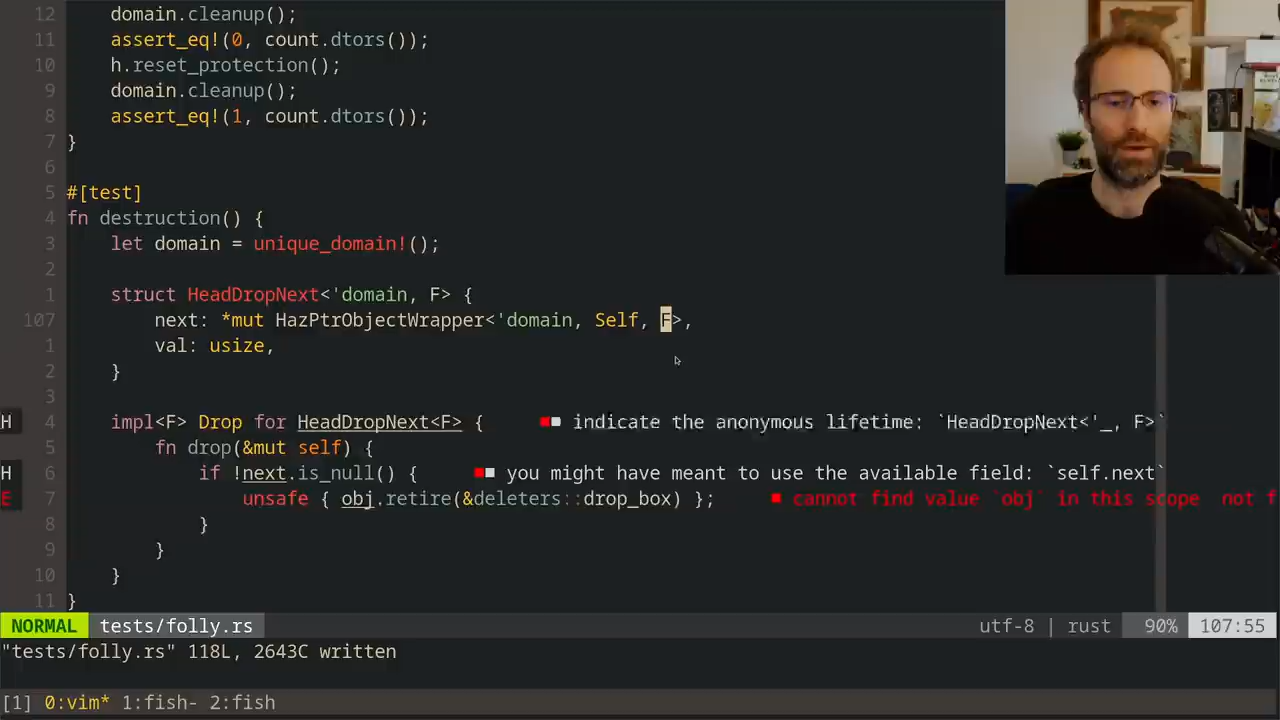 12 domain.cleanup();
11 assert_eq!(0, count.dtors());
10 h.reset_protection();
9 domain.cleanup();
8 assert_eq!(1, count.dtors());
7 }
6
5 #[test]
4 fn destruction() {
3 let domain = unique_domain!();
2
1 struct HeadDropNext<'domain, F> {
107 next: *mut HazPtrObjectWrapper<'domain, Self, F>,
1 val: usize,
2 }
3
H 4 impl<F> Drop for HeadDropNext<F> { ■■ indicate the anonymous lifetime: `HeadDropNext<'_, F>`
5 fn drop(&mut self) {
H 6 if !next.is_null() { ■■ you might have meant to use the available field: `self.next`
E 7 unsafe { obj.retire(&deleters::drop_box) }; ■ cannot find value `obj` in this scope not f
8 }
9 }
10 }
11 }
NORMAL tests/folly.rs utf-8 | rust 90% 107:55
"tests/folly.rs" 118L, 2643C written
[1] 0:vim* 1:fish- 2:fish